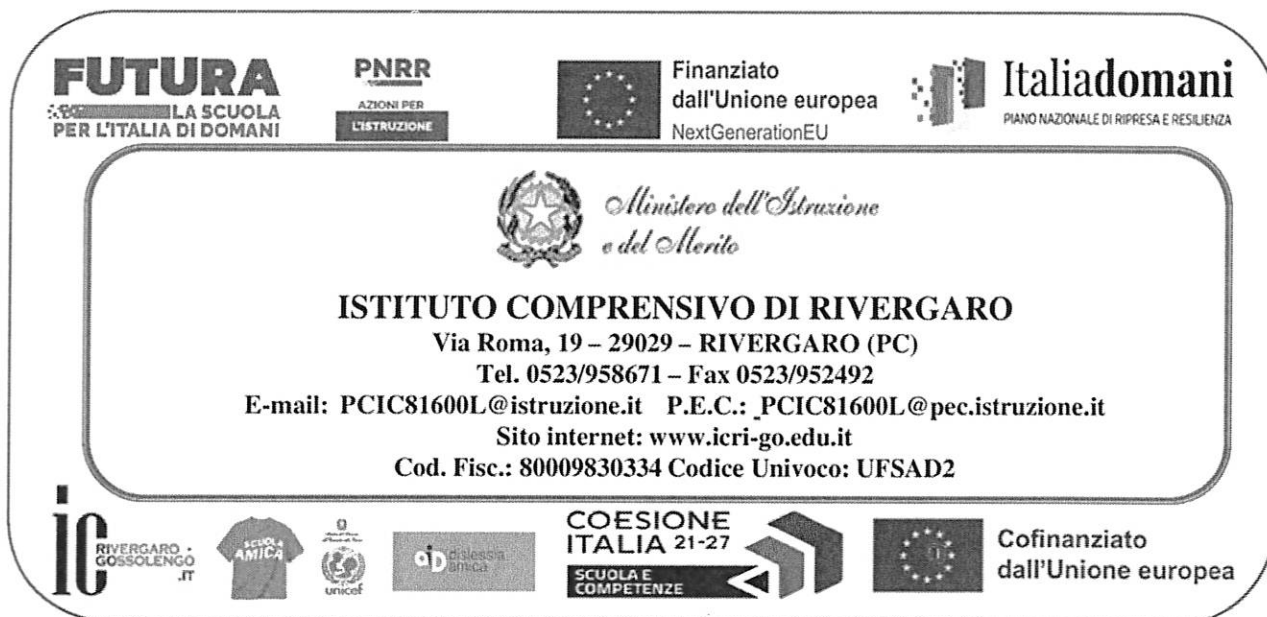 FUTURA
LA SCUOLA
PER L'ITALIA DI DOMANI
PNRR
AZIONI PER
L'ISTRUZIONE
Finanziato
dall'Unione europea
NextGenerationEU
Italiadomani
PIANO NAZIONALE DI RIPRESA E RESILIENZA
Ministero dell'Istruzione
e del Merito
ISTITUTO COMPRENSIVO DI RIVERGARO
Via Roma, 19 – 29029 – RIVERGARO (PC)
Tel. 0523/958671 – Fax 0523/952492
E-mail: PCIC81600L@istruzione.it P.E.C.: _PCIC81600L@pec.istruzione.it
Sito internet: www.icri-go.edu.it
Cod. Fisc.: 80009830334 Codice Univoco: UFSAD2
ic
RIVERGARO •
GOSSOLENGO
.IT
SCUOLA
AMICA
unicef
aiD dislessia
amica
COESIONE
ITALIA 21-27
SCUOLA E
COMPETENZE
Cofinanziato
dall'Unione europea